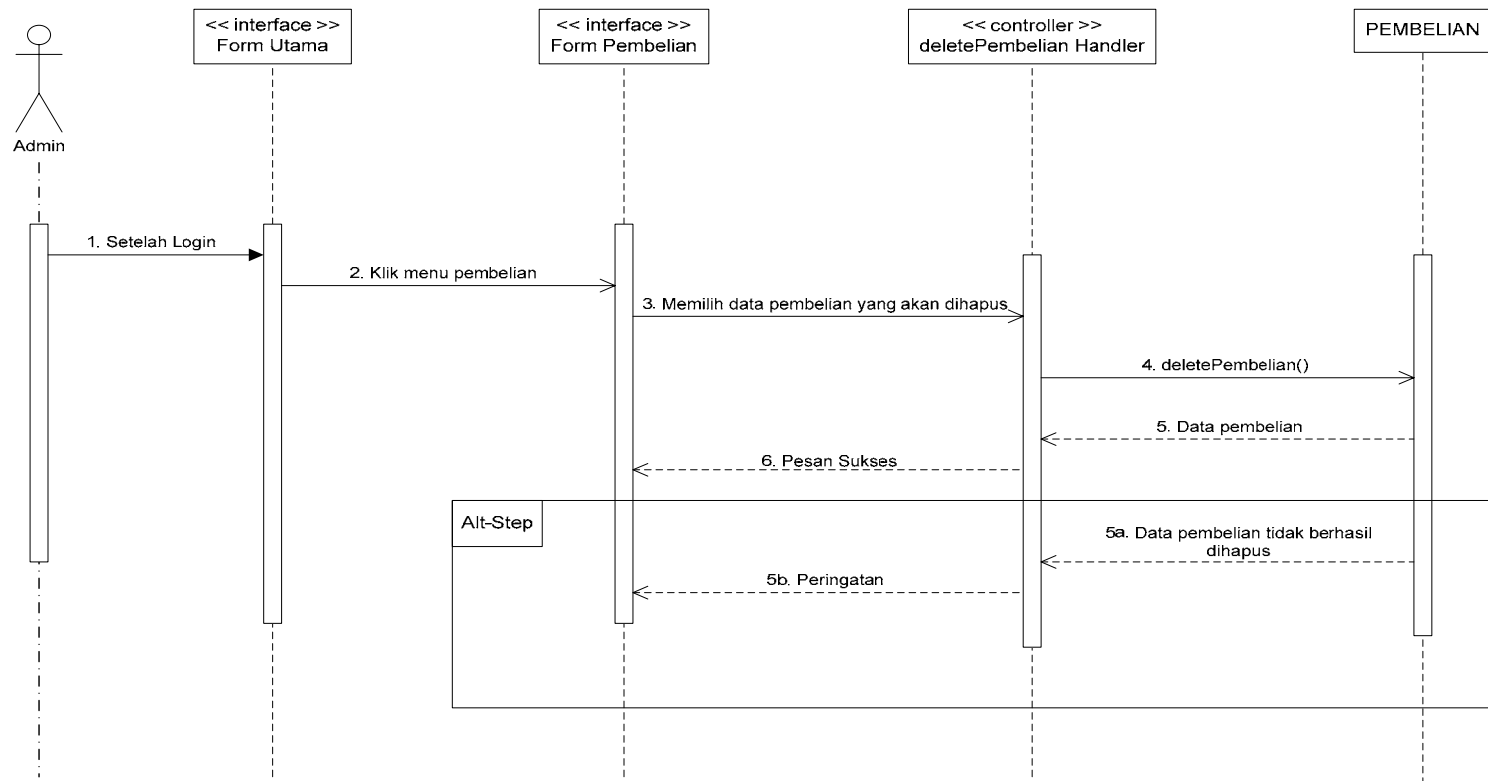 << interface >>
Form Utama
<< interface >>
Form Pembelian
<< controller >>
deletePembelian Handler
PEMBELIAN
Admin
1. Setelah Login
2. Klik menu pembelian
3. Memilih data pembelian yang akan dihapus
4. deletePembelian()
5. Data pembelian
6. Pesan Sukses
Alt-Step
5a. Data pembelian tidak berhasil
dihapus
5b. Peringatan